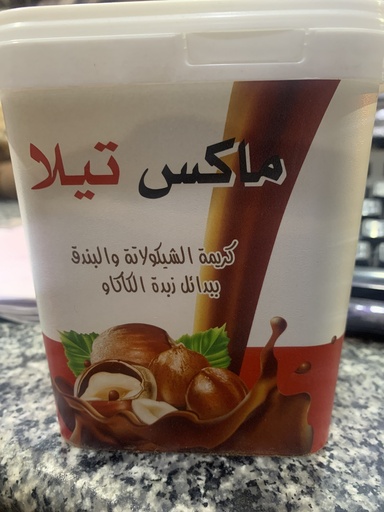 ماكس تيلا
كريمة الشيكولاتة والبندق
ببدائل زبدة الكاكاو